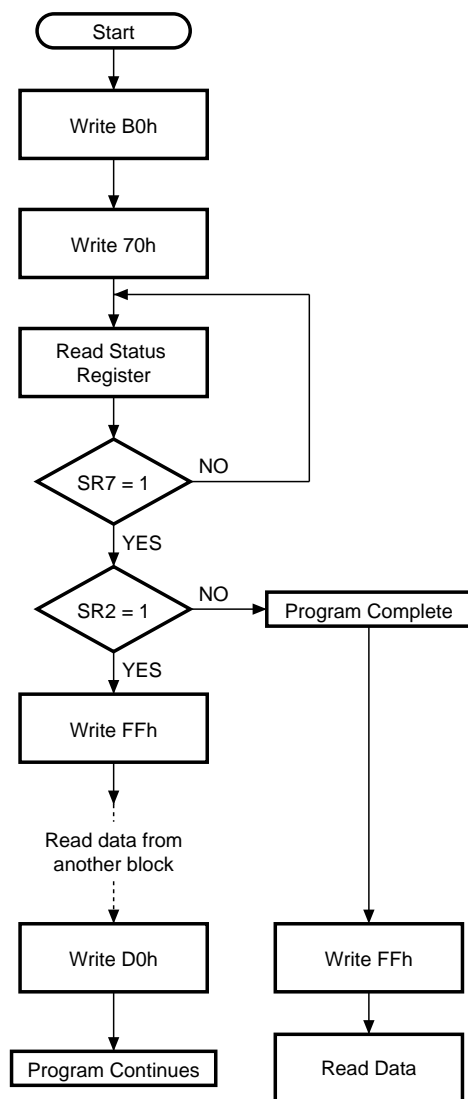 Start
Write B0h
Write 70h
Read Status
Register
SR7 = 1
NO
YES
SR2 = 1
NO
Program Complete
YES
Write FFh
Read data from
another block
Write D0h
Write FFh
Program Continues
Read Data